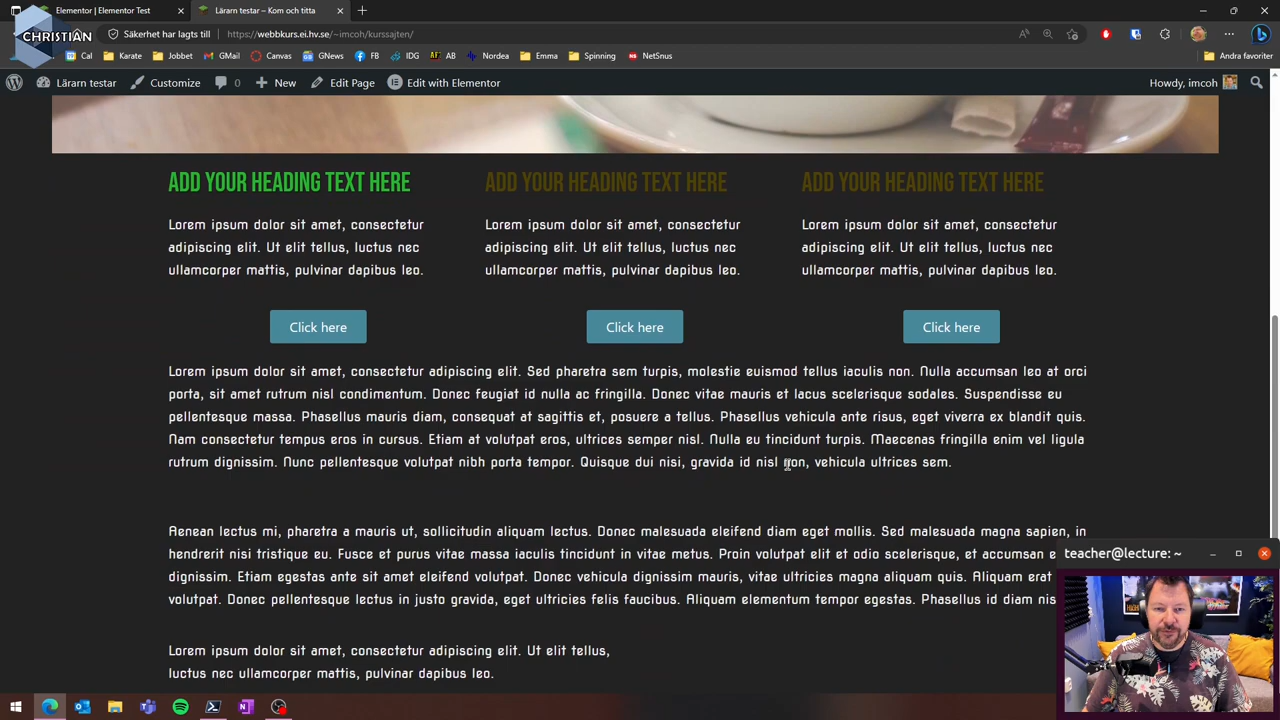 Elementor | Elementor Test
Lärarn testar – Kom och titta
CHRISTIAN
Säkerhet har lagts till
https://webbkurs.ei.hv.se/~imcoh/kurssajten/
Cal
Karate
Jobbet
GMail
Canvas
GNews
FB
IDG
AB
Nordea
Emma
Spinning
NetSnus
Andra favoriter
Lärarn testar
Customize
0
New
Edit Page
Edit with Elementor
Howdy, imcoh
ADD YOUR HEADING TEXT HERE
Lorem ipsum dolor sit amet, consectetur
adipiscing elit. Ut elit tellus, luctus nec
ullamcorper mattis, pulvinar dapibus leo.
Click here
ADD YOUR HEADING TEXT HERE
Lorem ipsum dolor sit amet, consectetur
adipiscing elit. Ut elit tellus, luctus nec
ullamcorper mattis, pulvinar dapibus leo.
Click here
ADD YOUR HEADING TEXT HERE
Lorem ipsum dolor sit amet, consectetur
adipiscing elit. Ut elit tellus, luctus nec
ullamcorper mattis, pulvinar dapibus leo.
Click here
Lorem ipsum dolor sit amet, consectetur adipiscing elit. Sed pharetra sem turpis, molestie euismod tellus iaculis non. Nulla accumsan leo at orci
porta, sit amet rutrum nisl condimentum. Donec feugiat id nulla ac fringilla. Donec vitae mauris et lacus scelerisque sodales. Suspendisse eu
pellentesque massa. Phasellus mauris diam, consequat at sagittis et, posuere a tellus. Phasellus vehicula ante risus, eget viverra ex blandit quis.
Nam consectetur tempus eros in cursus. Etiam at volutpat eros, ultrices semper nisl. Nulla eu tincidunt turpis. Maecenas fringilla enim vel ligula
rutrum dignissim. Nunc pellentesque volutpat nibh porta tempor. Quisque dui nisi, gravida id nisl non, vehicula ultrices sem.
Aenean lectus mi, pharetra a mauris ut, sollicitudin aliquam lectus. Donec malesuada eleifend diam eget mollis. Sed malesuada magna sapien, in
hendrerit nisi tristique eu. Fusce et purus vitae massa iaculis tincidunt in vitae metus. Proin volutpat elit et odio scelerisque, et accumsan e
dignissim. Etiam egestas ante sit amet eleifend volutpat. Donec vehicula dignissim mauris, vitae ultricies magna aliquam quis. Aliquam erat
volutpat. Donec pellentesque lectus in justo gravida, eget ultricies felis faucibus. Aliquam elementum tempor egestas. Phasellus id diam nis
Lorem ipsum dolor sit amet, consectetur adipiscing elit. Ut elit tellus,
luctus nec ullamcorper mattis, pulvinar dapibus leo.
teacher@lecture: ~